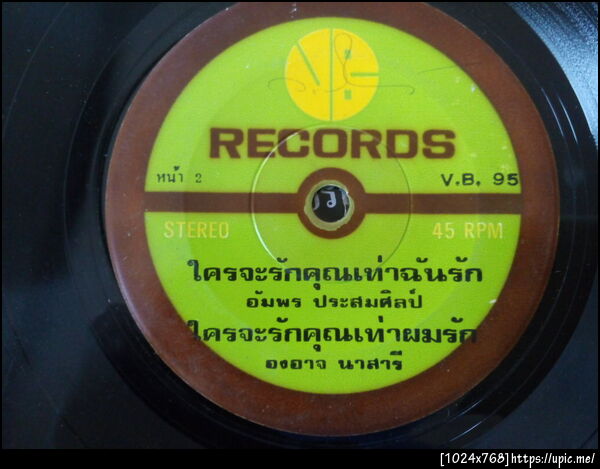 RECORDS
หน้า 2
V.B. 95
STEREO
45 RPM
ใครจะรักคุณเท่าฉันรัก
อัมพร ประสมศิลป์
ใครจะรักคุณเท่าผมรัก
องอาจ นาสารี
[1024x768]https://upic.me/